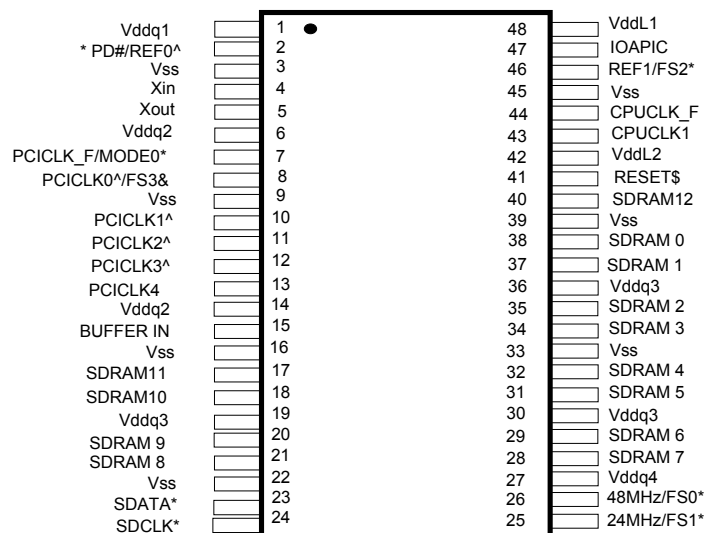 Vddq1 1 48 VddL1
* PD#/REF0^ 2 47 IOAPIC
Vss 3 46 REF1/FS2*
Xin 4 45 Vss
Xout 5 44 CPUCLK_F
Vddq2 6 43 CPUCLK1
PCICLK_F/MODE0* 7 42 VddL2
PCICLK0^/FS3& 8 41 RESET$
Vss 9 40 SDRAM12
PCICLK1^ 10 39 Vss
PCICLK2^ 11 38 SDRAM 0
PCICLK3^ 12 37 SDRAM 1
PCICLK4 13 36 Vddq3
Vddq2 14 35 SDRAM 2
BUFFER IN 15 34 SDRAM 3
Vss 16 33 Vss
SDRAM11 17 32 SDRAM 4
SDRAM10 18 31 SDRAM 5
Vddq3 19 30 Vddq3
SDRAM 9 20 29 SDRAM 6
SDRAM 8 21 28 SDRAM 7
Vss 22 27 Vddq4
SDATA* 23 26 48MHz/FS0*
SDCLK* 24 25 24MHz/FS1*